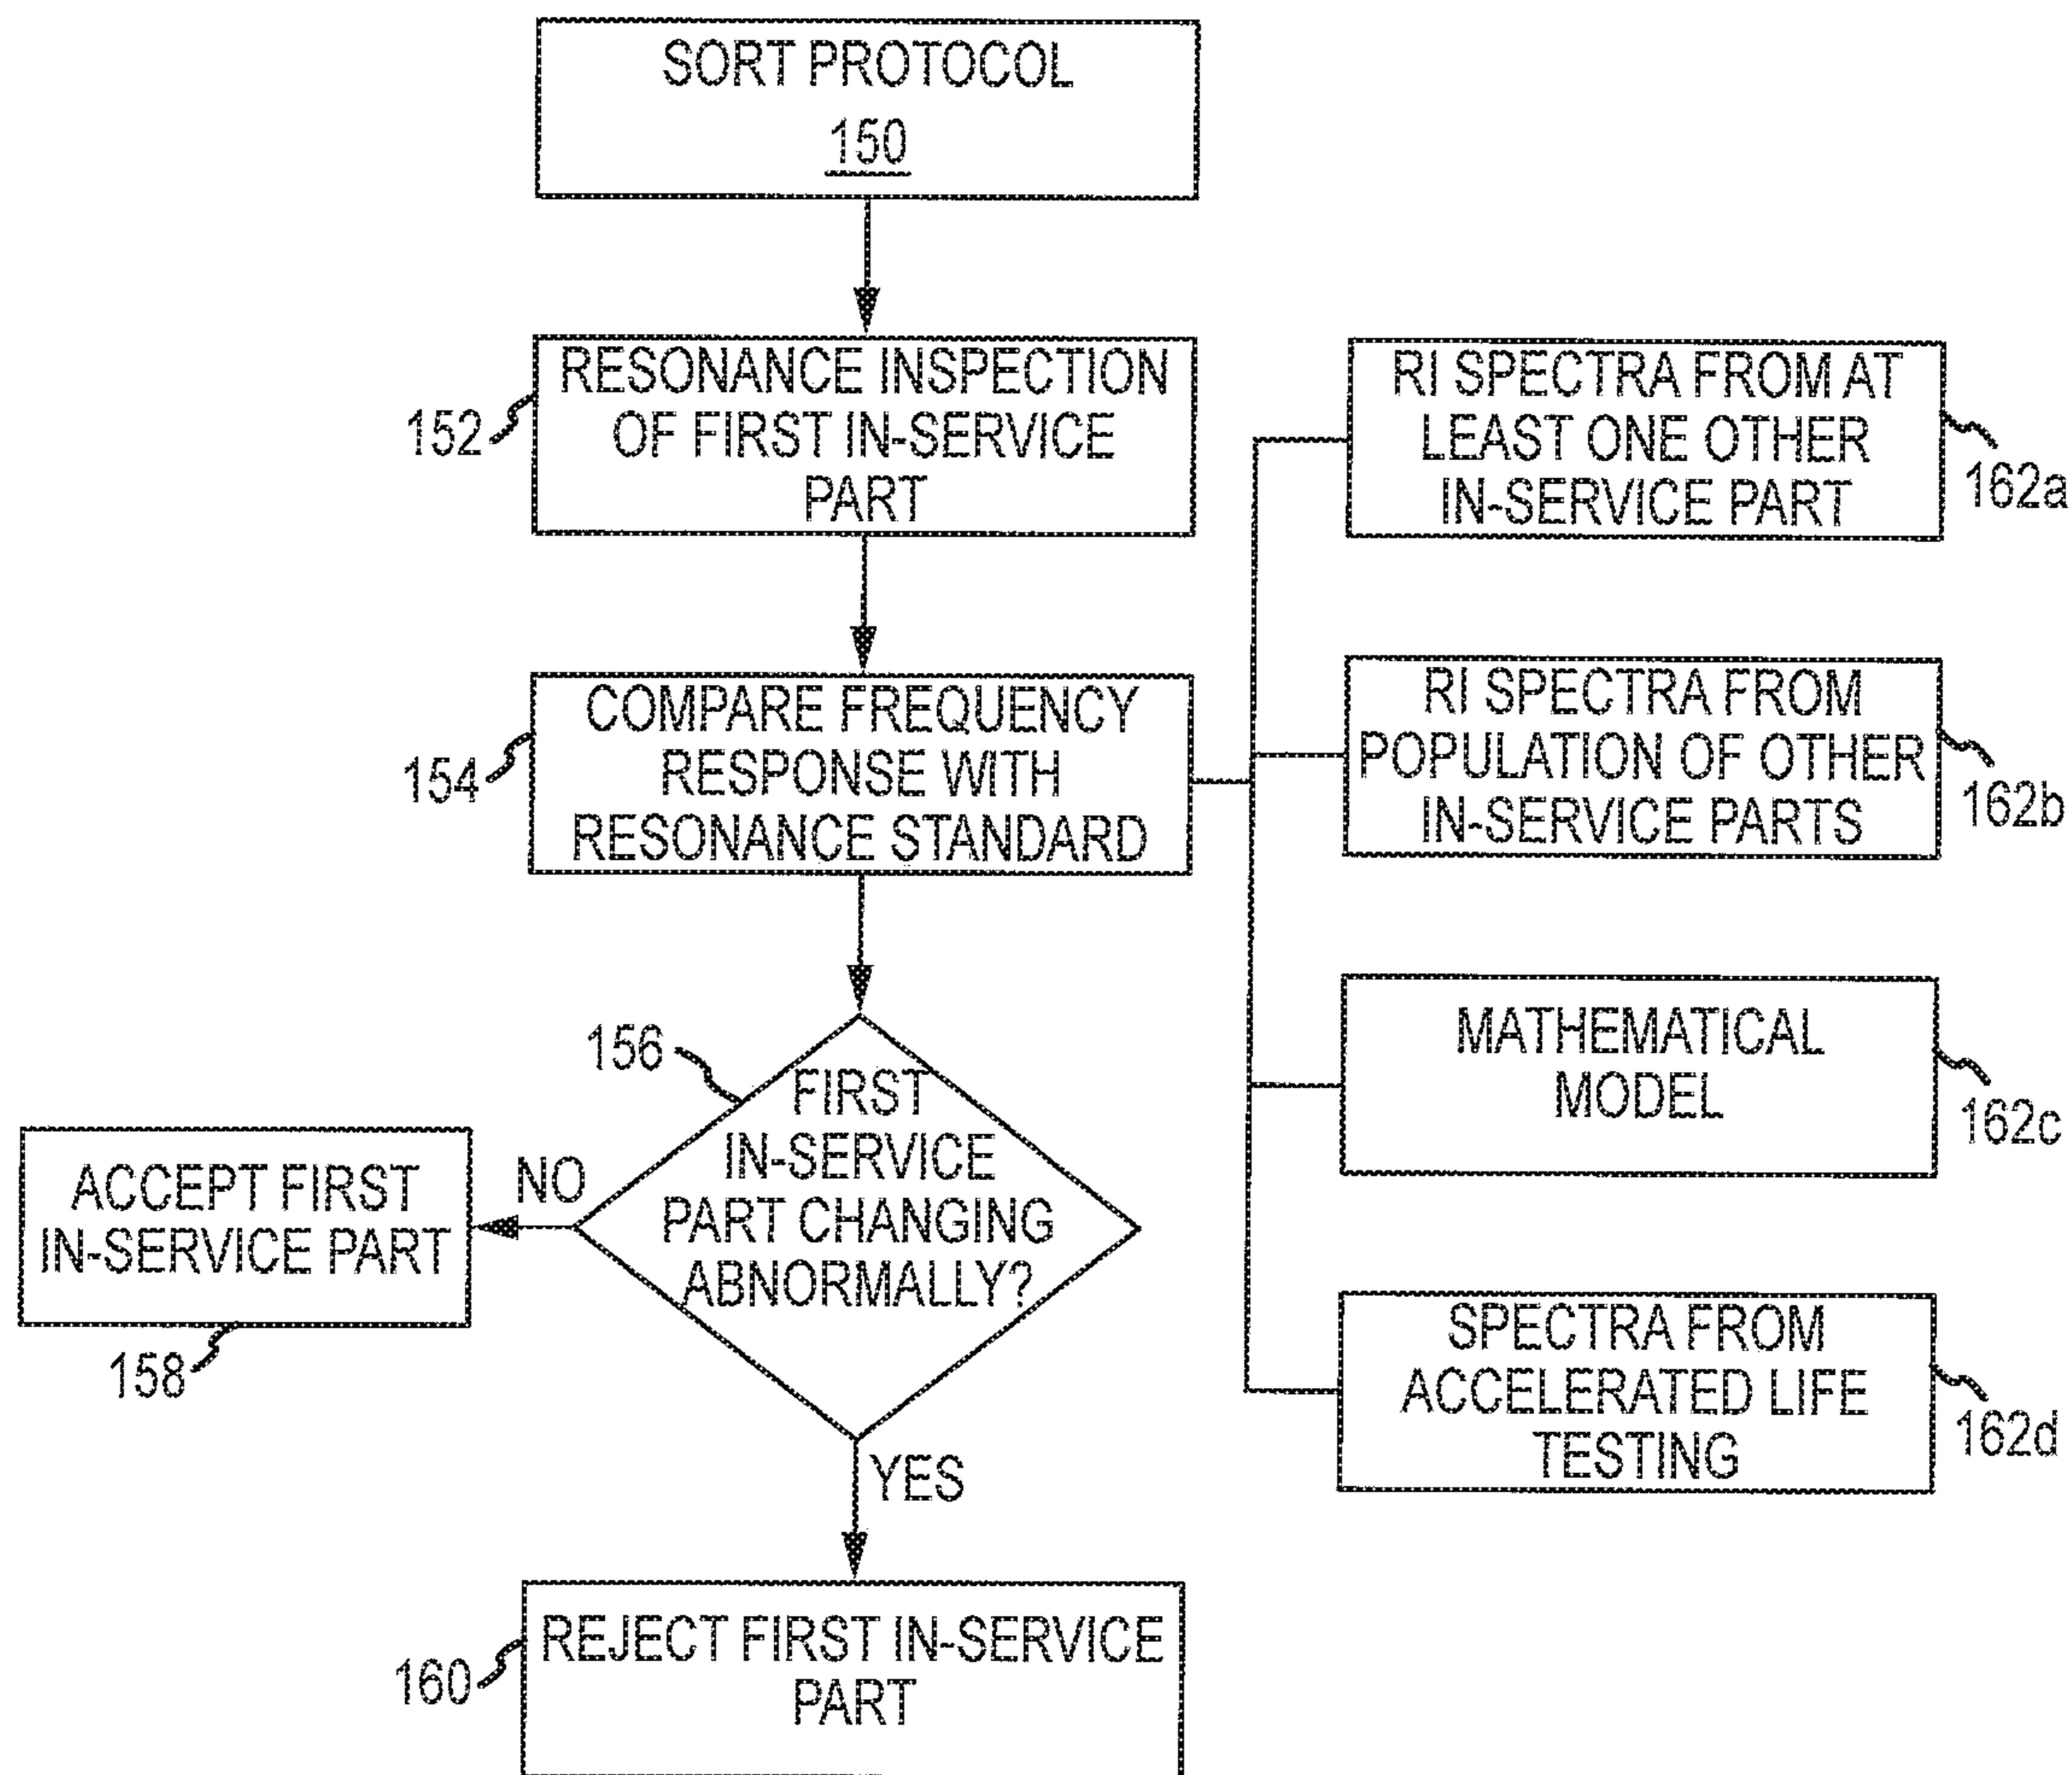 SORT PROTOCOL
150
RESONANCE INSPECTION
OF FIRST IN-SERVICE
PART
152
RI SPECTRA FROM AT
LEAST ONE OTHER
IN-SERVICE PART
162a
COMPARE FREQUENCY
RESPONSE WITH
RESONANCE STANDARD
154
RI SPECTRA FROM
POPULATION OF OTHER
IN-SERVICE PARTS
162b
MATHEMATICAL
MODEL
162c
156
FIRST
IN-SERVICE
PART CHANGING
ABNORMALLY?
NO
ACCEPT FIRST
IN-SERVICE PART
158
SPECTRA FROM
ACCELERATED LIFE
TESTING
162d
YES
REJECT FIRST IN-SERVICE
PART
160